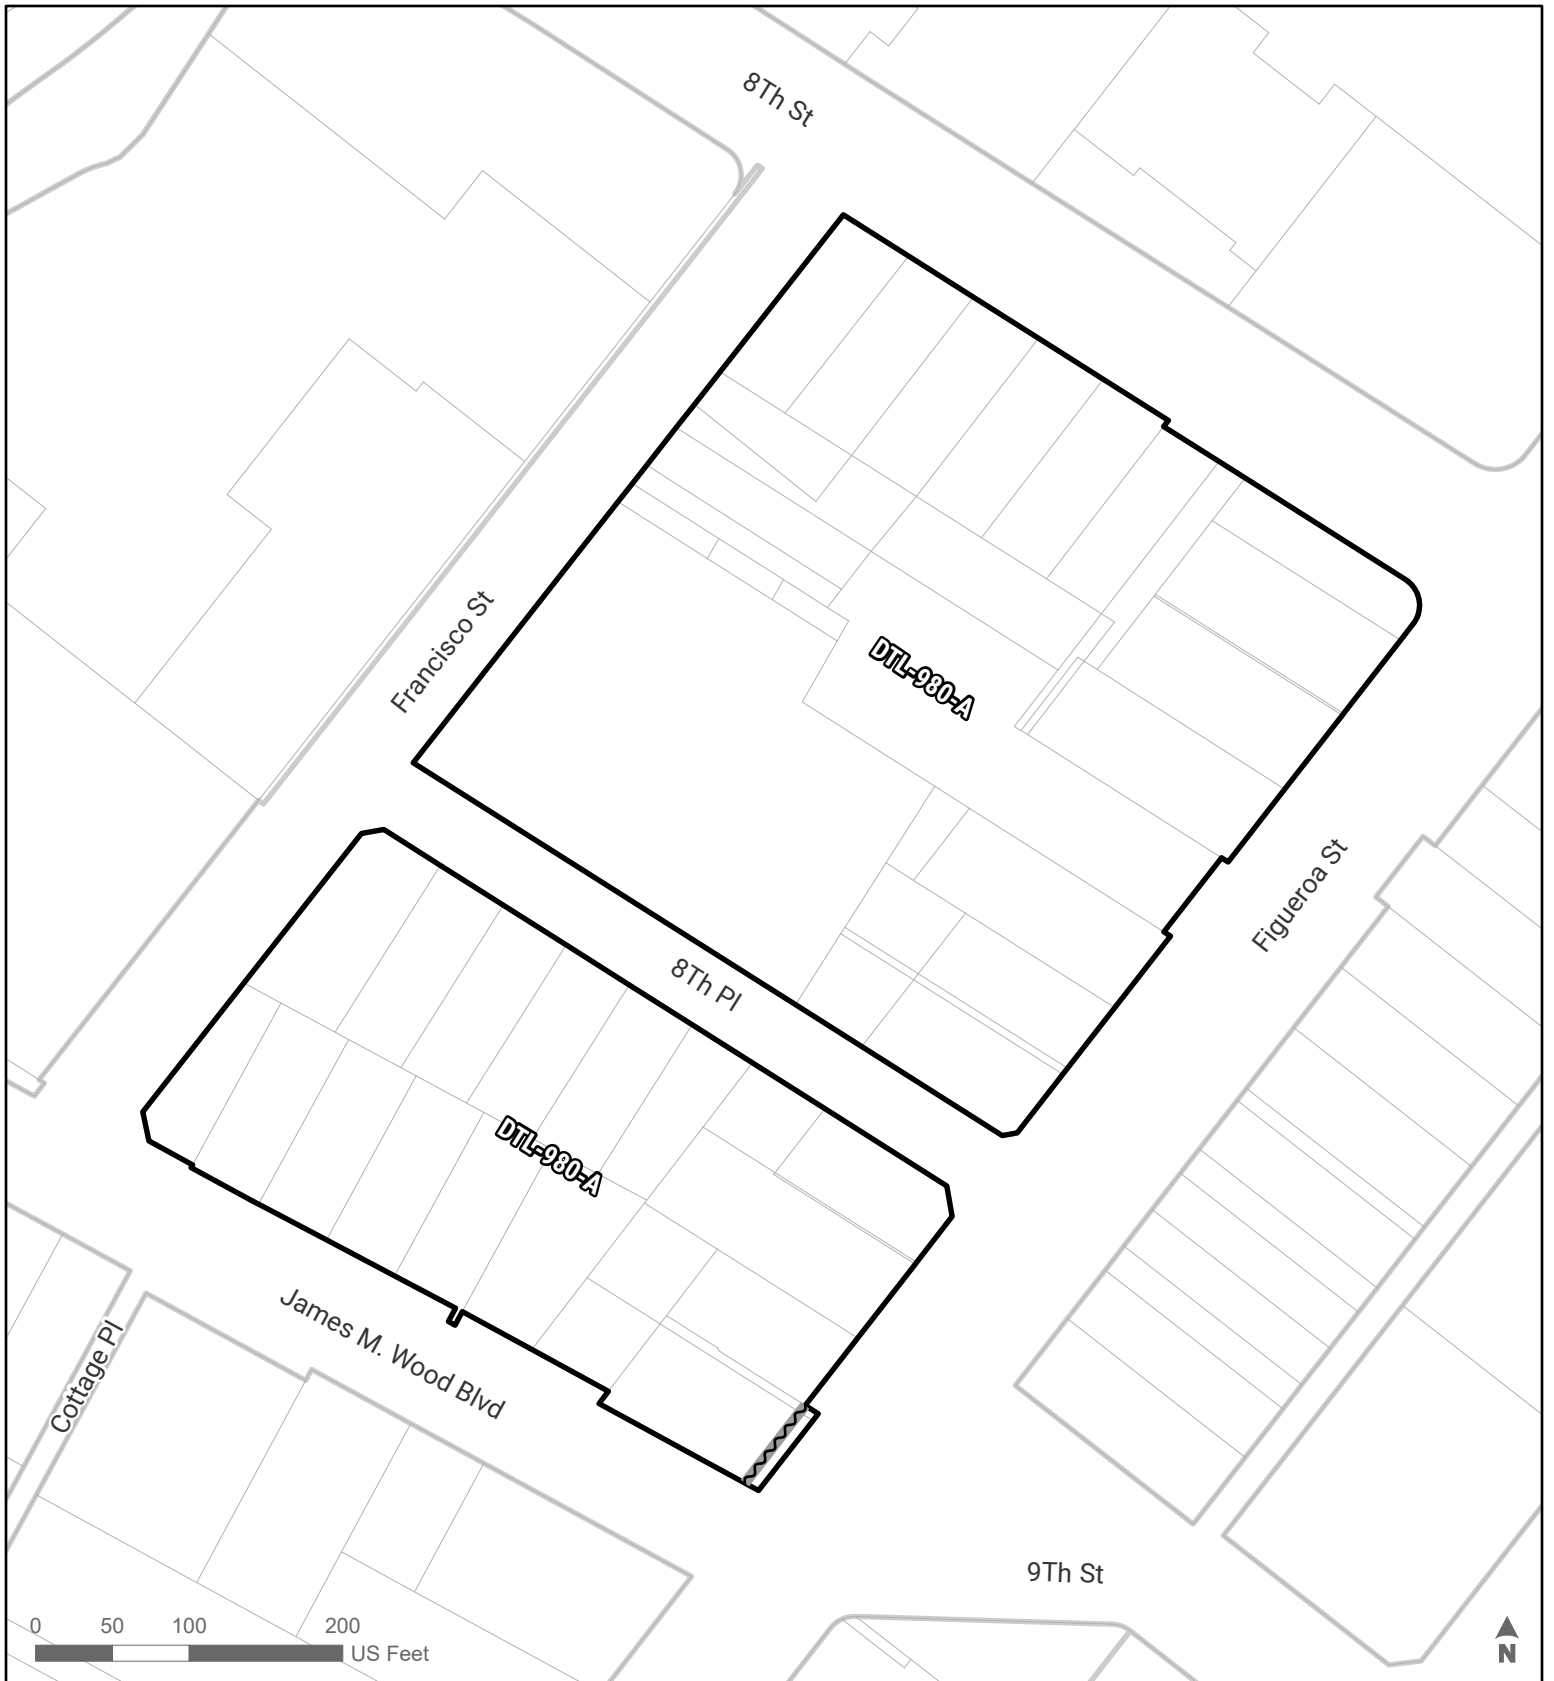 8Th St
Francisco St
DTL-980-A
Figueroa St
8Th Pl
DTL-980-A
James M. Wood Blvd
Cottage Pl
9Th St
0 50 100 200
US Feet
N